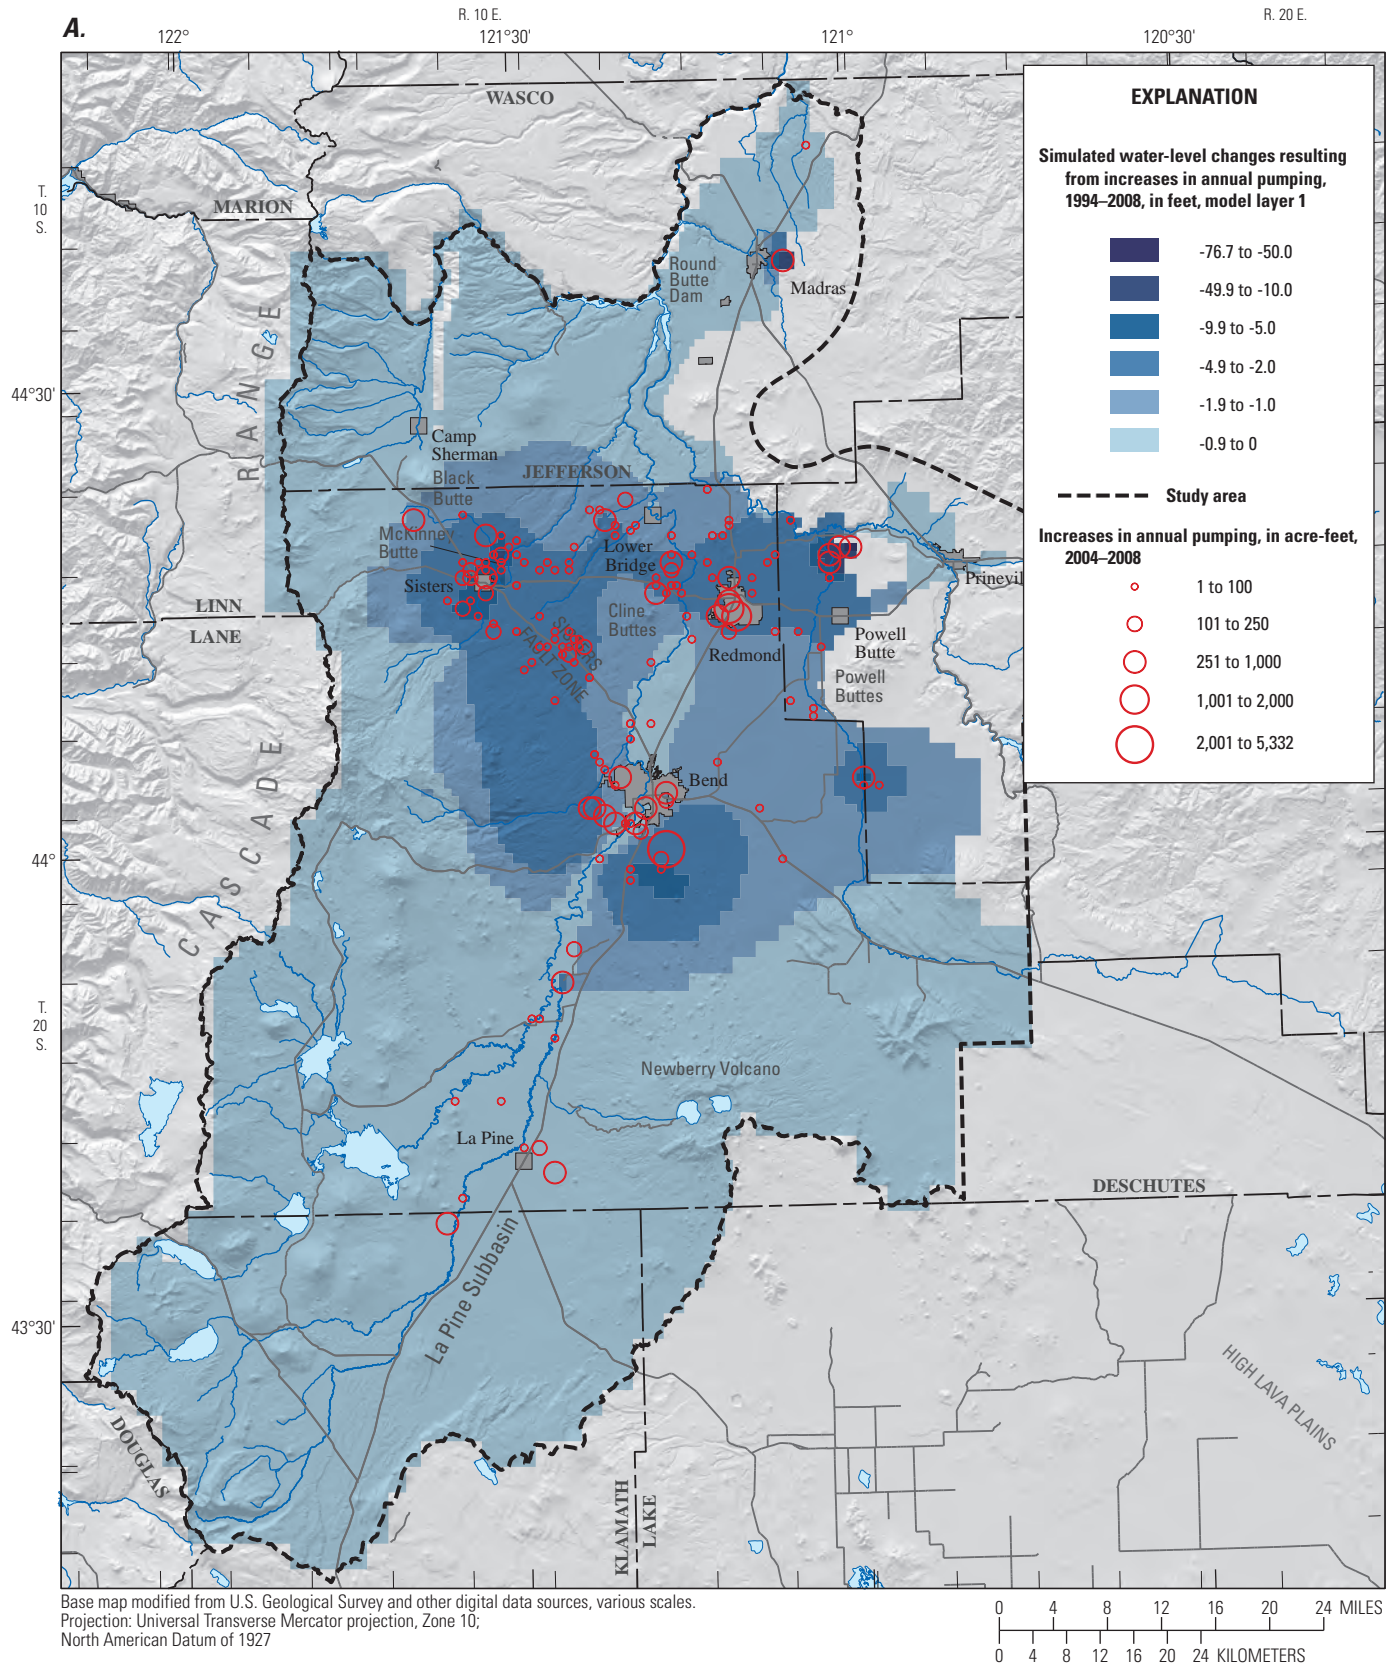 A.
R. 10 E.
R. 20 E.
122°
121°30'
121°
120°30'
WASCO
T.
10
S.
MARION
Round
Butte
Dam
Madras
44°30'
RANGE
Camp
Sherman
Black
Butte
JEFFERSON
McKinney
Butte
Lower
Bridge
Sisters
Prinevil
LINN
LANE
Cline
Buttes
SISTERS
FAULT ZONE
Redmond
Powell
Butte
Powell
Buttes
Bend
CASCADE
44°
T.
20
S.
Newberry Volcano
La Pine
DESCHUTES
La Pine Subbasin
43°30'
HIGH LAVA PLAINS
DOUGLAS
KLAMATH
LAKE
EXPLANATION
Simulated water-level changes resulting
from increases in annual pumping,
1994–2008, in feet, model layer 1
-76.7 to -50.0
-49.9 to -10.0
-9.9 to -5.0
-4.9 to -2.0
-1.9 to -1.0
-0.9 to 0
Study area
Increases in annual pumping, in acre-feet,
2004–2008
1 to 100
101 to 250
251 to 1,000
1,001 to 2,000
2,001 to 5,332
Base map modified from U.S. Geological Survey and other digital data sources, various scales.
Projection: Universal Transverse Mercator projection, Zone 10;
North American Datum of 1927
0 4 8 12 16 20 24 MILES
0 4 8 12 16 20 24 KILOMETERS